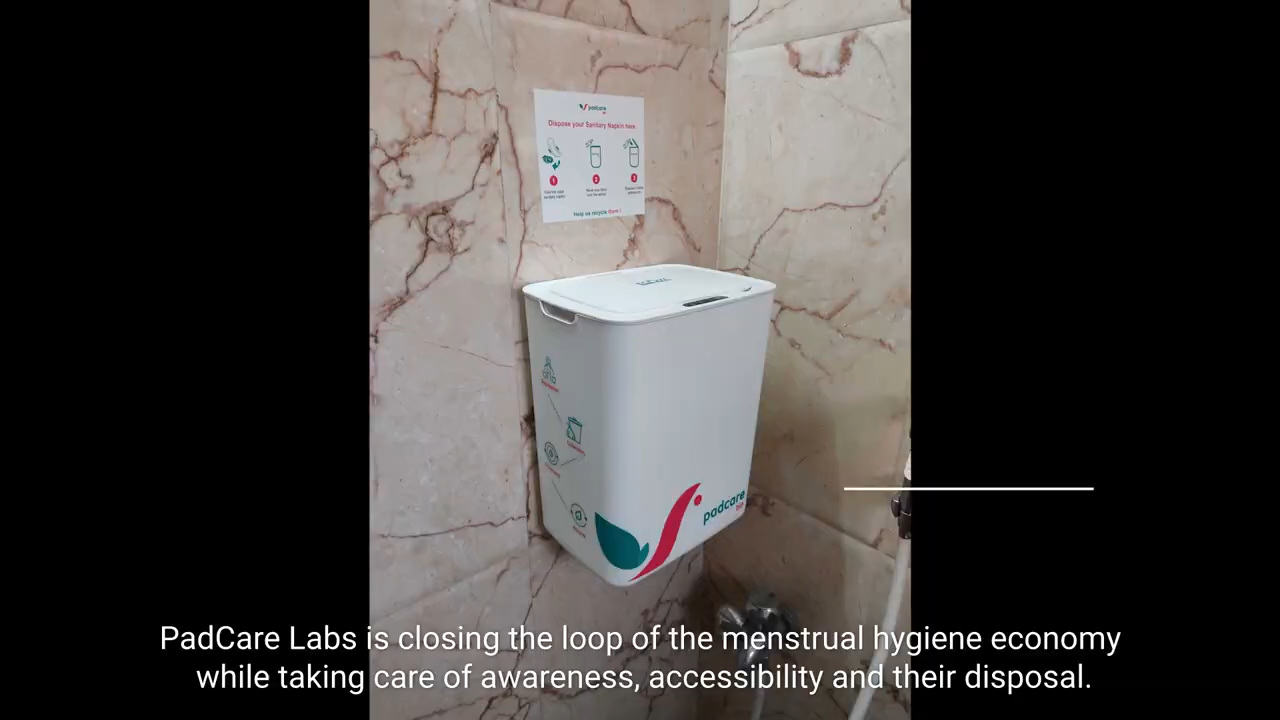 padcare
Dispose your Sanitary Napkin here.
1
2
3
Help us recycle them!
PadCare
padcare
PadCare Labs is closing the loop of the menstrual hygiene economy
while taking care of awareness, accessibility and their disposal.